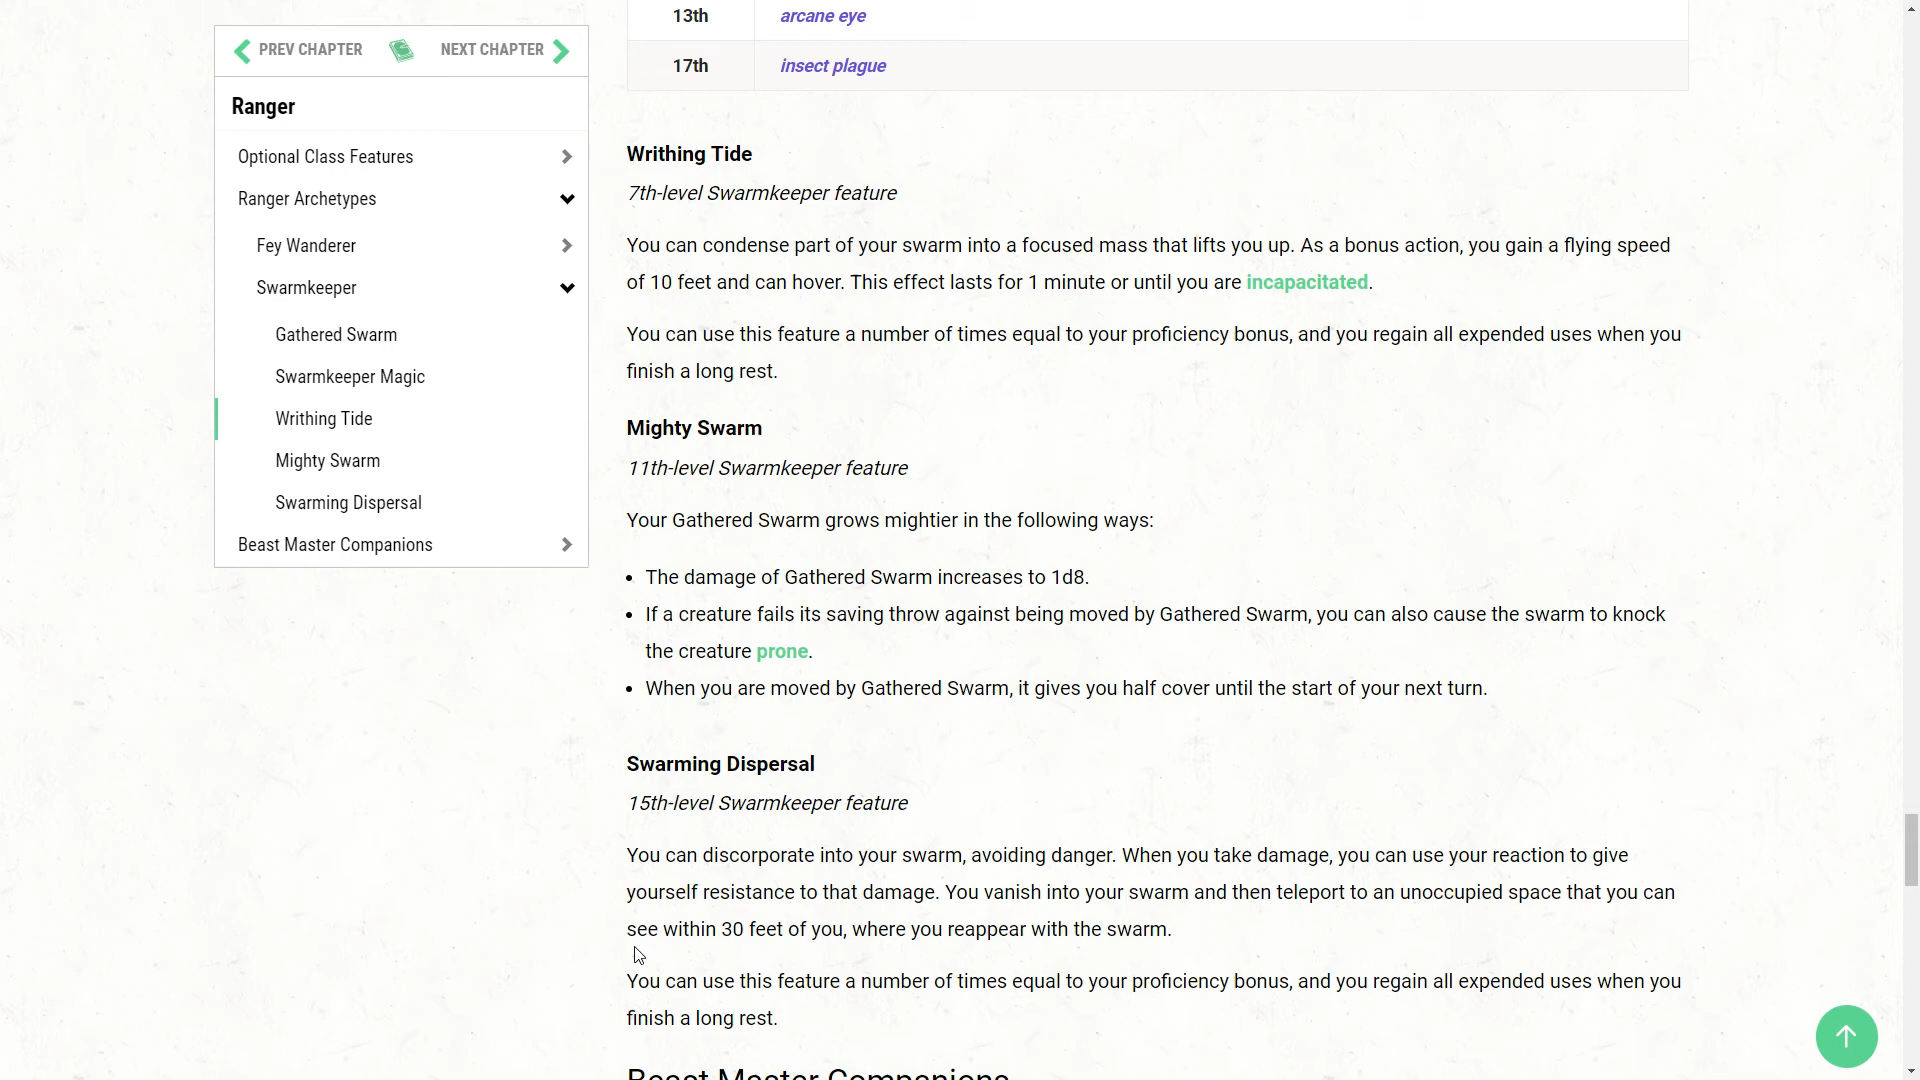 PREV CHAPTER NEXT CHAPTER
Ranger
Optional Class Features
Ranger Archetypes
Fey Wanderer
Swarmkeeper
Gathered Swarm
Swarmkeeper Magic
Writhing Tide
Mighty Swarm
Swarming Dispersal
Beast Master Companions
13th arcane eye
17th insect plague
Writhing Tide
7th-level Swarmkeeper feature
You can condense part of your swarm into a focused mass that lifts you up. As a bonus action, you gain a flying speed
of 10 feet and can hover. This effect lasts for 1 minute or until you are incapacitated.
You can use this feature a number of times equal to your proficiency bonus, and you regain all expended uses when you
finish a long rest.
Mighty Swarm
11th-level Swarmkeeper feature
Your Gathered Swarm grows mightier in the following ways:
• The damage of Gathered Swarm increases to 1d8.
• If a creature fails its saving throw against being moved by Gathered Swarm, you can also cause the swarm to knock
the creature prone.
• When you are moved by Gathered Swarm, it gives you half cover until the start of your next turn.
Swarming Dispersal
15th-level Swarmkeeper feature
You can discorporate into your swarm, avoiding danger. When you take damage, you can use your reaction to give
yourself resistance to that damage. You vanish into your swarm and then teleport to an unoccupied space that you can
see within 30 feet of you, where you reappear with the swarm.
You can use this feature a number of times equal to your proficiency bonus, and you regain all expended uses when you
finish a long rest.
Beast Master Companions